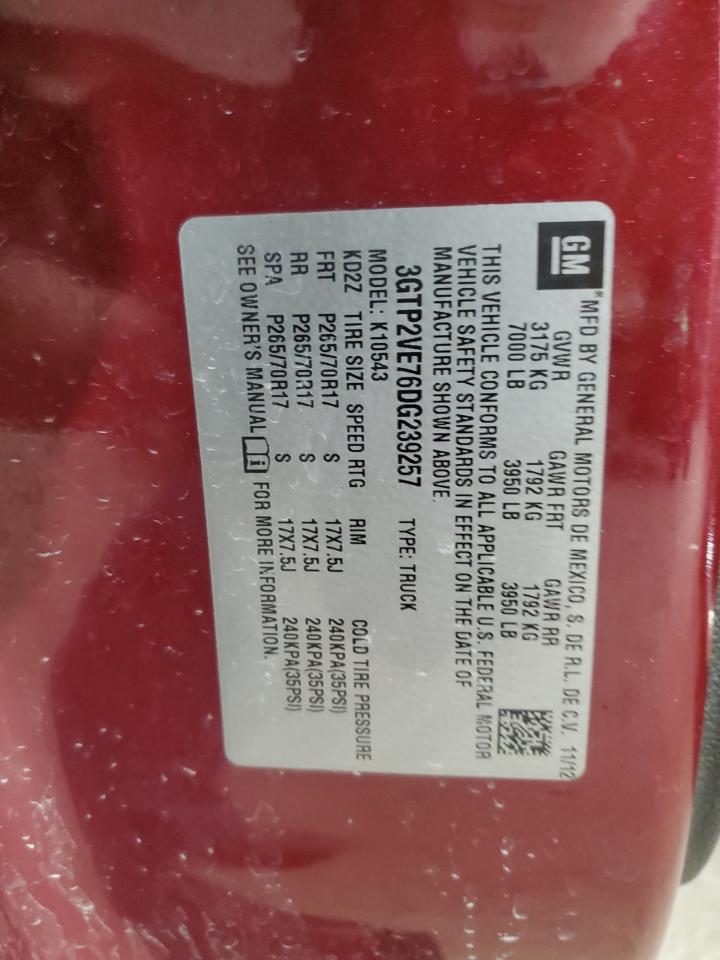 GM
MFD BY GENERAL MOTORS DE MEXICO, S. DE R.L. DE C.V. 11/12
GVWR GAWR FRT GAWR RR
3175 KG 1792 KG 1792 KG
7000 LB 3950 LB 3950 LB
THIS VEHICLE CONFORMS TO ALL APPLICABLE U.S. FEDERAL MOTOR
VEHICLE SAFETY STANDARDS IN EFFECT ON THE DATE OF
MANUFACTURE SHOWN ABOVE.
3GTP2VE76DG239257 TYPE: TRUCK
MODEL: K10543
KD2Z TIRE SIZE SPEED RTG RIM COLD TIRE PRESSURE
FRT P265/70R17 S 17X7.5J 240KPA(35PSI)
RR P265/70R17 S 17X7.5J 240KPA(35PSI)
SPA P265/70R17 S 17X7.5J 240KPA(35PSI)
SEE OWNER'S MANUAL FOR MORE INFORMATION.